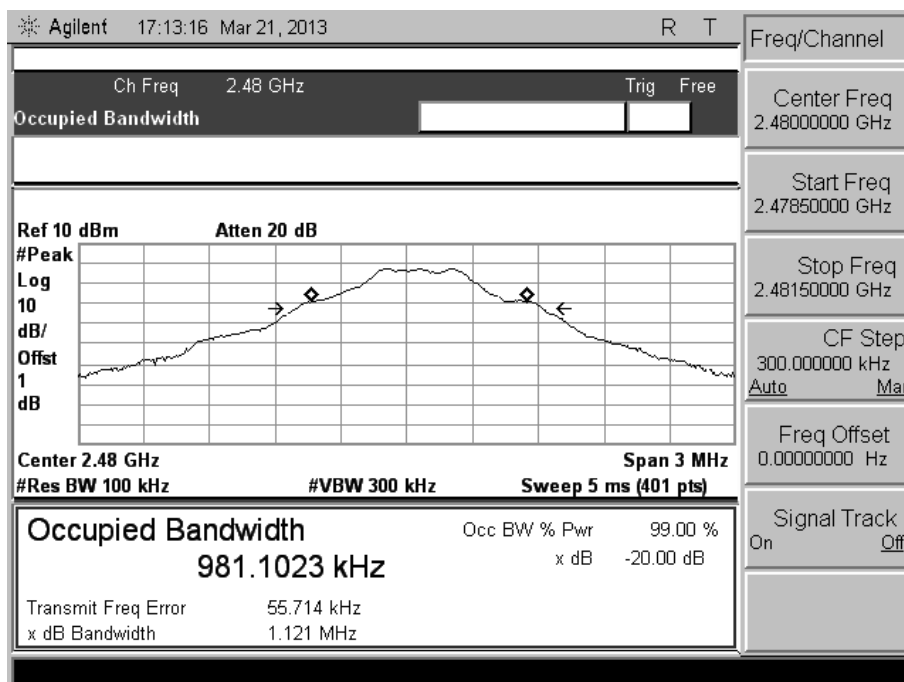 Agilent 17:13:16 Mar 21, 2013 R T
Ch Freq 2.48 GHz Trig Free
Occupied Bandwidth
Ref 10 dBm Atten 20 dB
#Peak
Log
10
dB/
Offst
1
dB
Center 2.48 GHz Span 3 MHz
#Res BW 100 kHz #VBW 300 kHz Sweep 5 ms (401 pts)
Occupied Bandwidth
981.1023 kHz
Occ BW % Pwr 99.00 %
x dB -20.00 dB
Transmit Freq Error 55.714 kHz
x dB Bandwidth 1.121 MHz
Freq/Channel
Center Freq
2.48000000 GHz
Start Freq
2.47850000 GHz
Stop Freq
2.48150000 GHz
CF Step
300.000000 kHz
Auto Man
Freq Offset
0.00000000 Hz
Signal Track
On Off